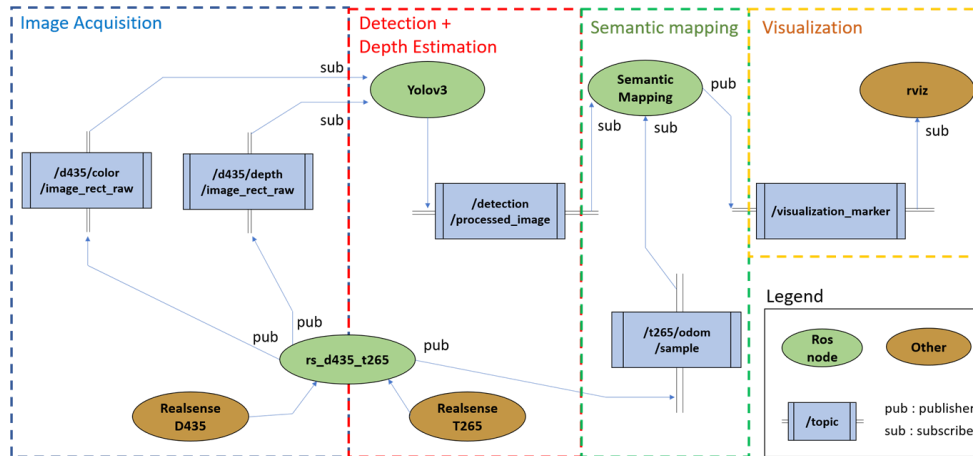 Image Acquisition
Detection +
Depth Estimation
Semantic mapping
Visualization
sub
Yolov3
sub
Semantic
Mapping
pub
sub
sub
rviz
sub
/d435/color
/image_rect_raw
/d435/depth
/image_rect_raw
/detection
/processed_image
/visualization_marker
pub
pub
rs_d435_t265
pub
/t265/odom
/sample
Realsense
D435
Realsense
T265
Legend
Ros
node
Other
/topic
pub : publisher
sub : subscribe